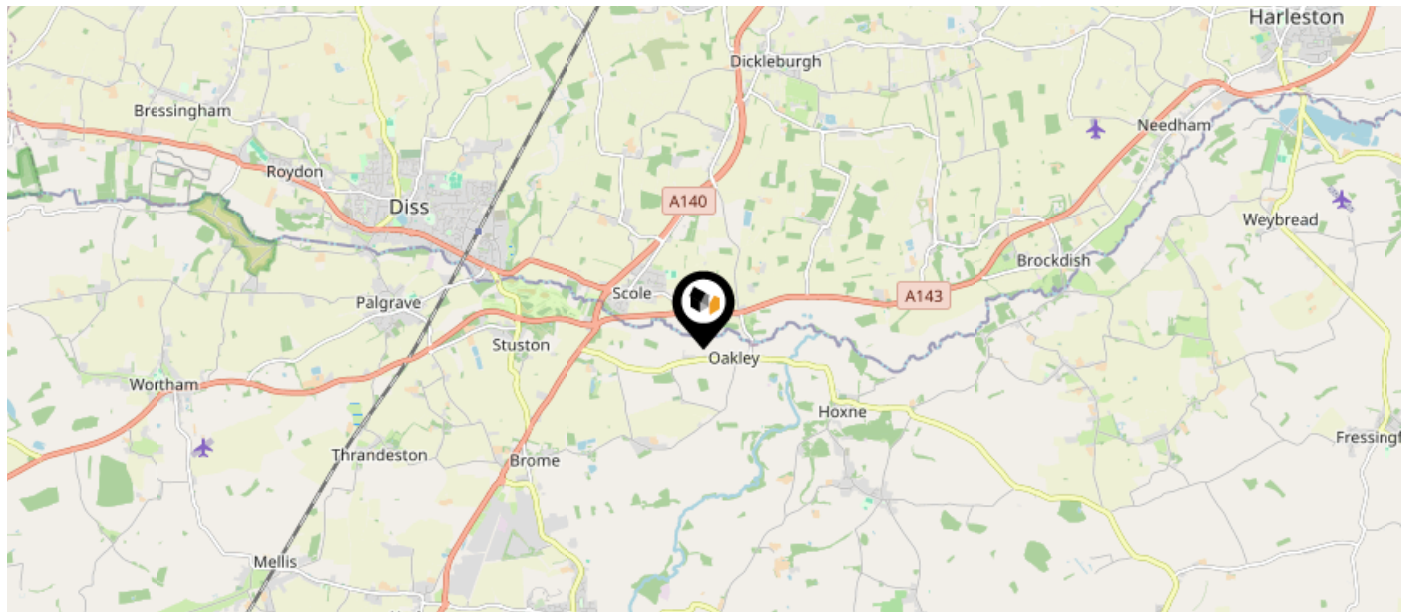 Harleston
Dickleburgh
Bressingham
Needham
Roydon
Diss
A140
Weybread
Brockdish
Scole
A143
Palgrave
Stuston
Oakley
Wortham
Hoxne
Fressingf
Thrandeston
Brome
Mellis